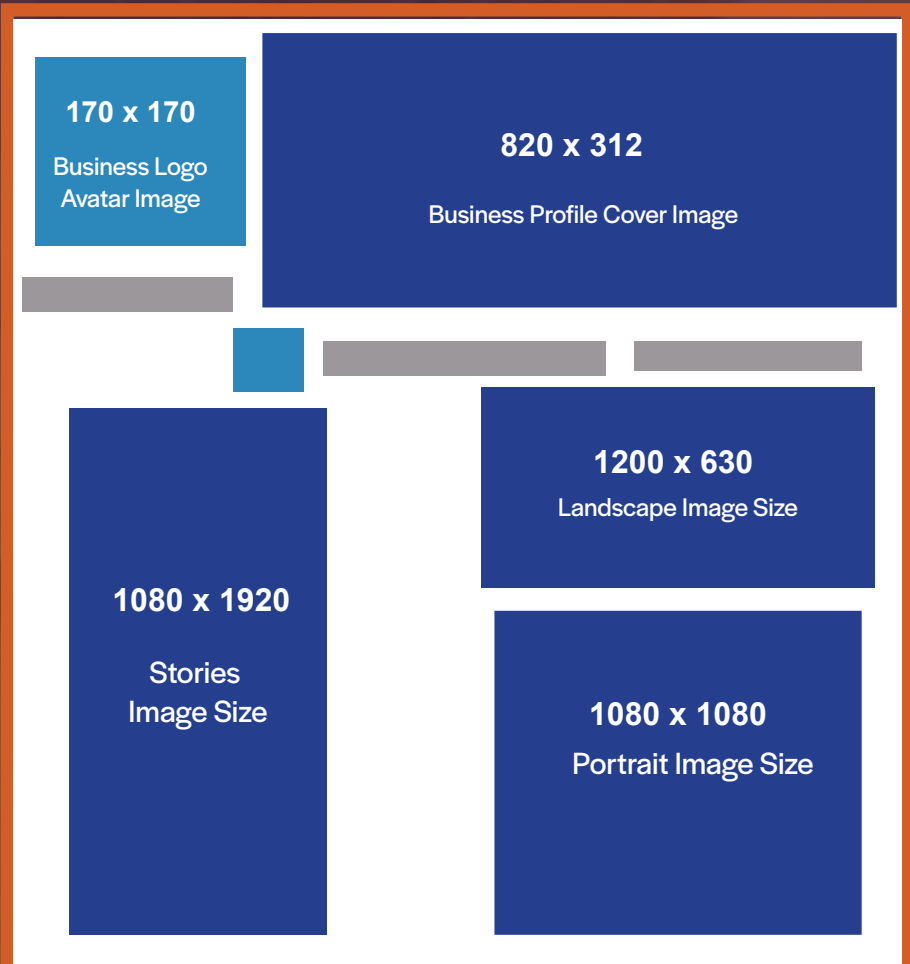 170 x 170
Business Logo
Avatar Image
820 x 312
Business Profile Cover Image
1200 x 630
Landscape Image Size
1080 x 1920
Stories
Image Size
1080 x 1080
Portrait Image Size